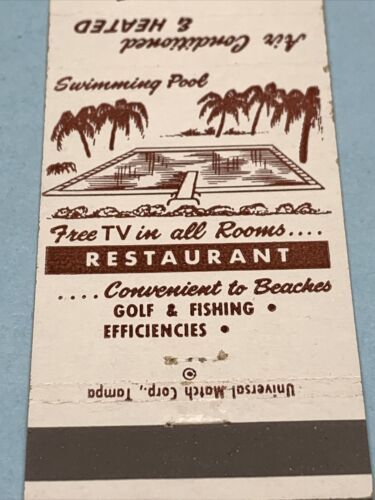 Air Conditioned
& HEATED
Swimming Pool
Free TV in all Rooms....
RESTAURANT
....Convenient to Beaches
GOLF & FISHING •
EFFICIENCIES •
©
Universal Match Corp., Tampa